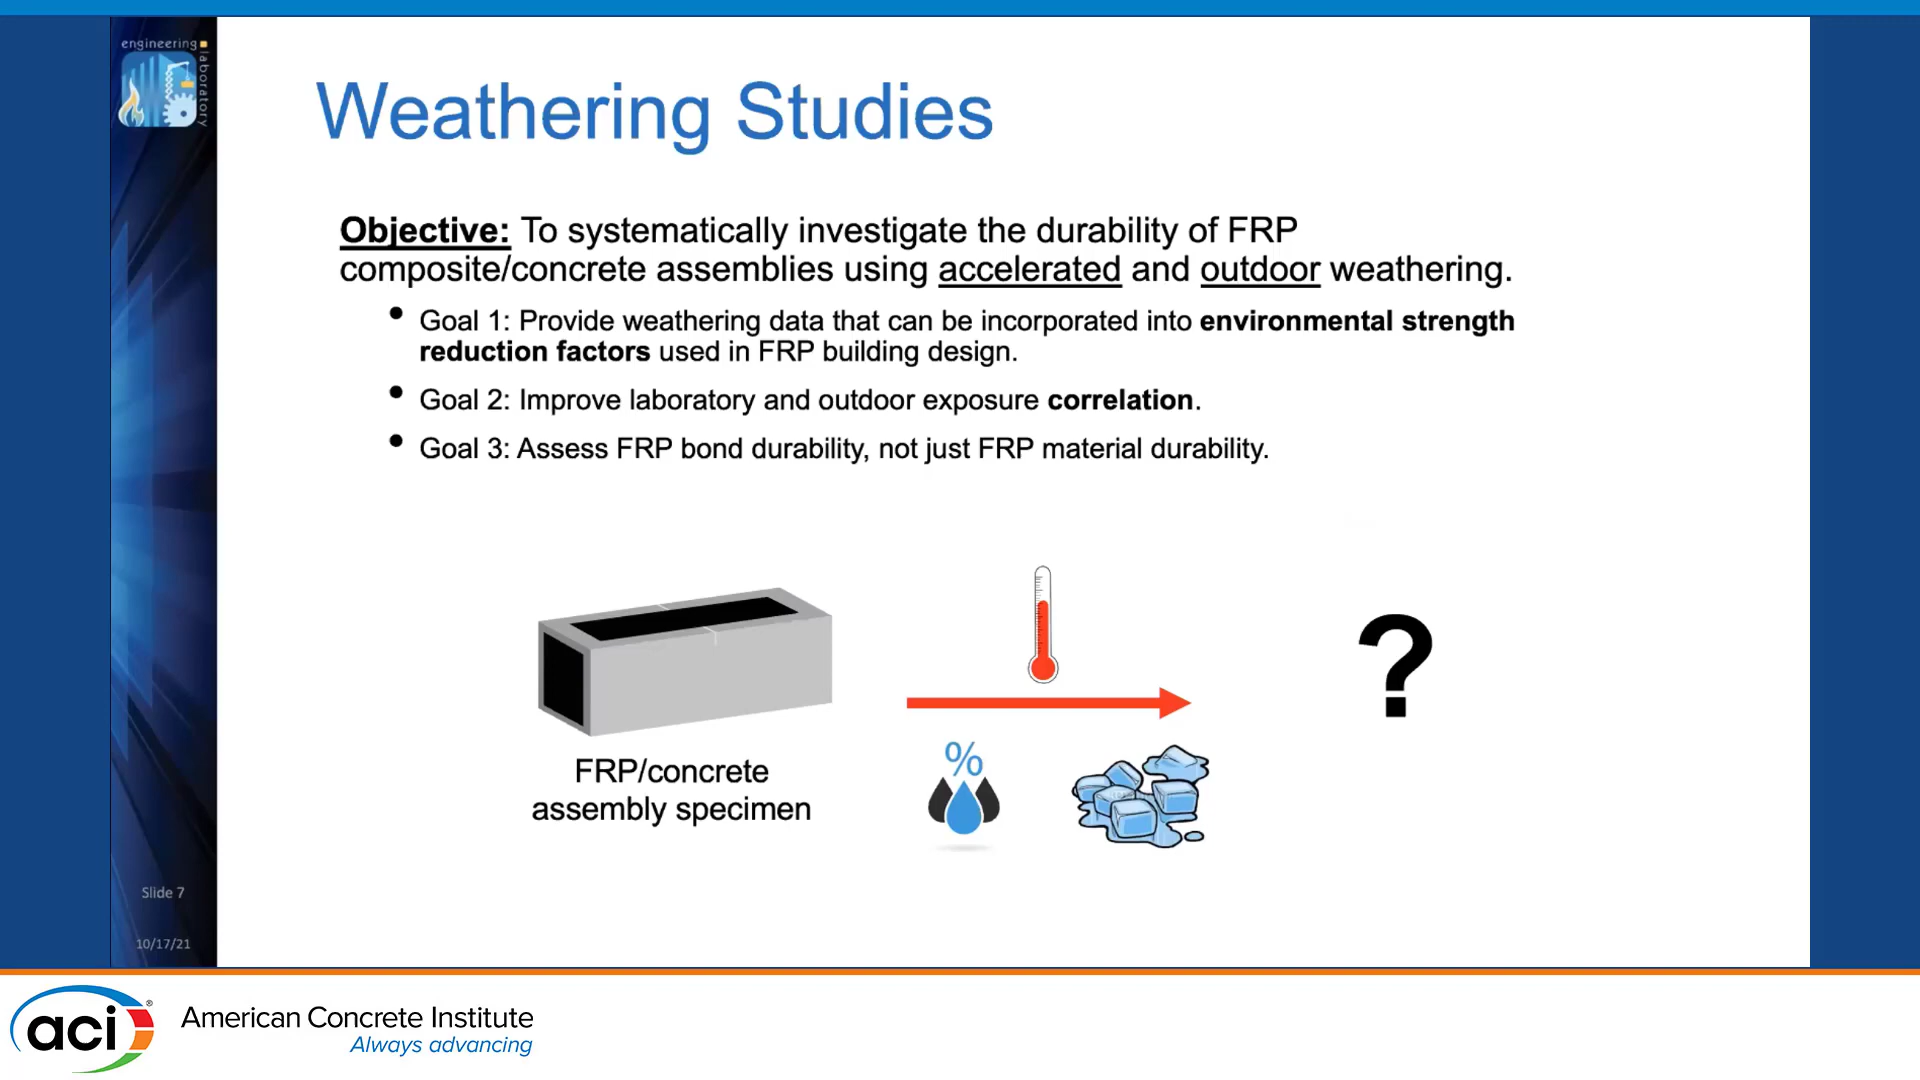 engineering
laboratory
Weathering Studies
Objective: To systematically investigate the durability of FRP
composite/concrete assemblies using accelerated and outdoor weathering.
• Goal 1: Provide weathering data that can be incorporated into environmental strength
reduction factors used in FRP building design.
• Goal 2: Improve laboratory and outdoor exposure correlation.
• Goal 3: Assess FRP bond durability, not just FRP material durability.
?
FRP/concrete
assembly specimen
%
Slide 7
10/17/21
aci®
American Concrete Institute
Always advancing